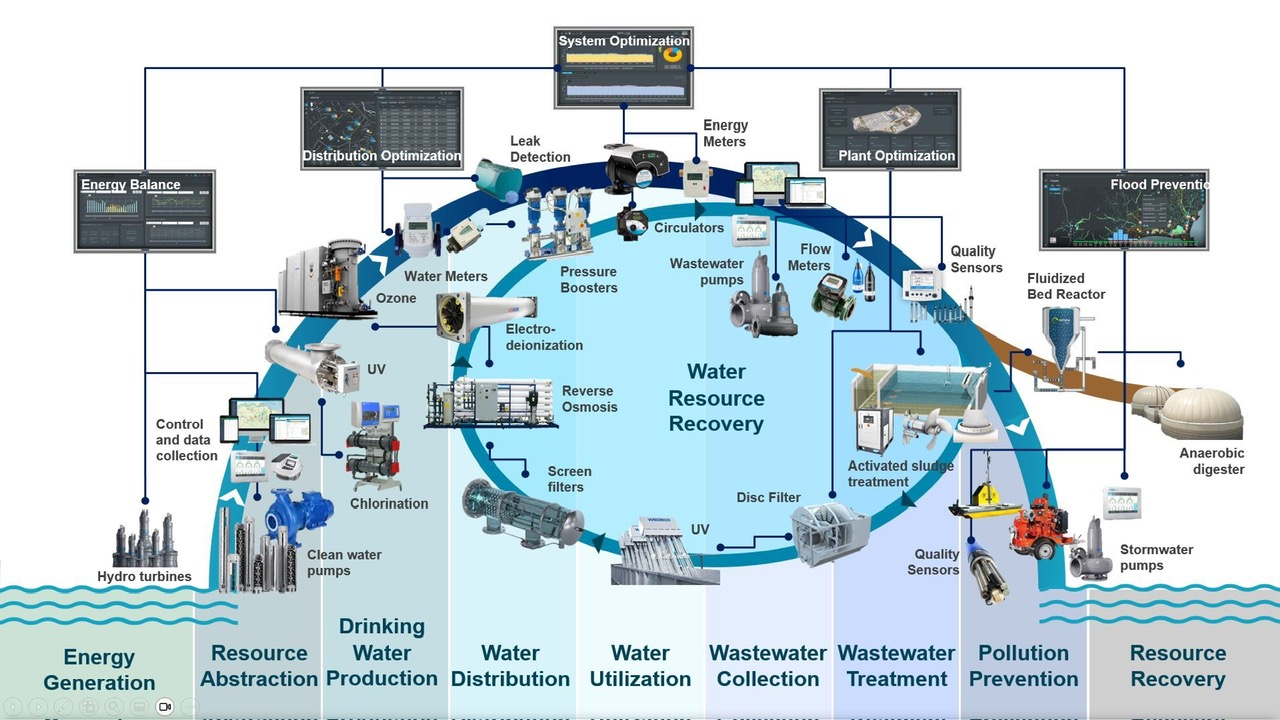 System Optimization
Distribution Optimization
Plant Optimization
Energy Balance
Flood Preventio
Leak
Detection
Energy
Meters
Circulators
Water Meters
Pressure
Boosters
Wastewater
pumps
Flow
Meters
Quality
Sensors
Fluidized
Bed Reactor
Ozone
Electro-
deionization
UV
Reverse
Osmosis
Water
Resource
Recovery
Control
and data
collection
Chlorination
Screen
filters
Disc Filter
Activated sludge
treatment
Anaerobic
digester
UV
WEDECO
Clean water
pumps
Hydro turbines
Quality
Sensors
Stormwater
pumps
Energy
Generation
Resource
Abstraction
Drinking
Water
Production
Water
Distribution
Water
Utilization
Wastewater
Collection
Wastewater
Treatment
Pollution
Prevention
Resource
Recovery